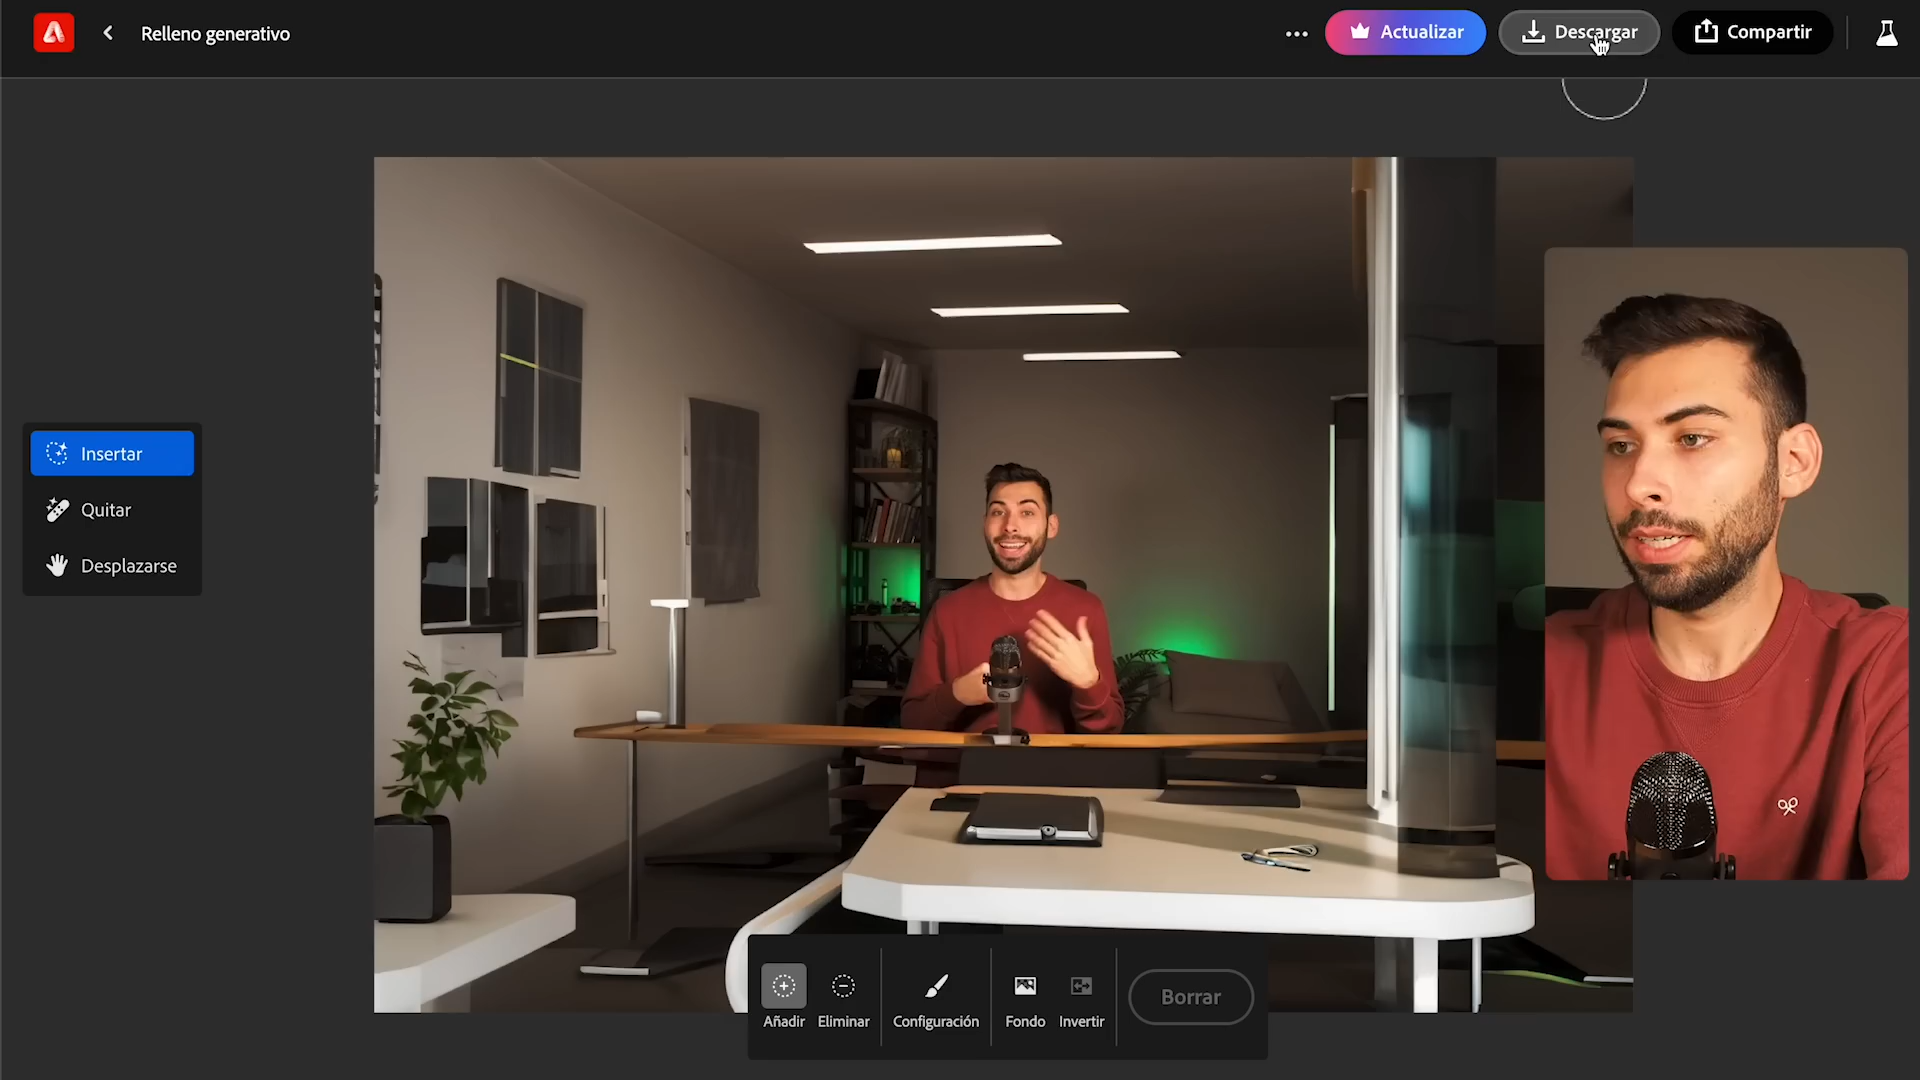 Relleno generativo
Actualizar
Descargar
Compartir
Insertar
Quitar
Desplazarse
Añadir
Eliminar
Configuración
Fondo
Invertir
Borrar